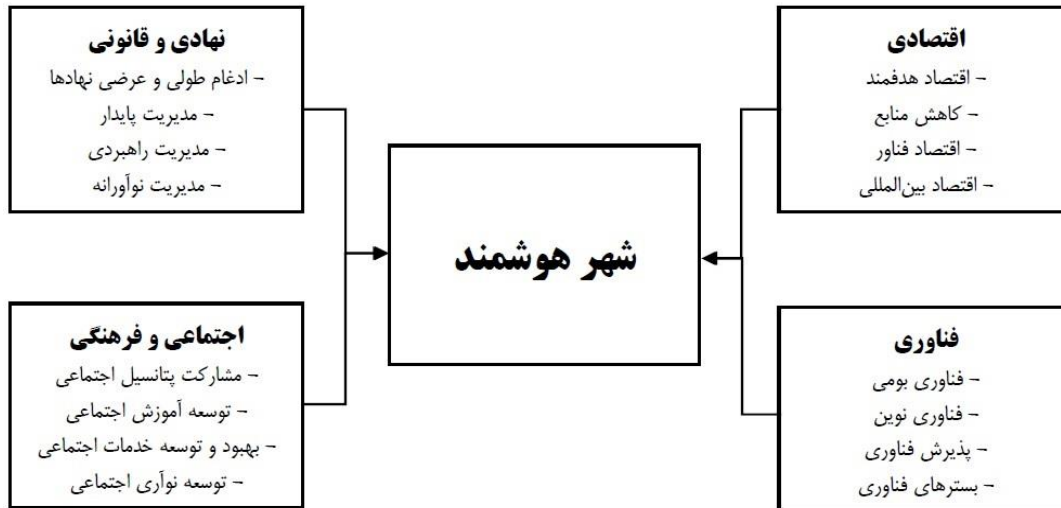 اقتصادی
- اقتصاد هدفمند
- کاهش منابع
- اقتصاد فناور
- اقتصاد بین‌المللی
نهادی و قانونی
- ادغام طولی و عرضی نهادها
- مدیریت پایدار
- مدیریت راهبردی
- مدیریت نوآورانه
شهر هوشمند
فناوری
- فناوری بومی
- فناوری نوین
- پذیرش فناوری
- بسترهای فناوری
اجتماعی و فرهنگی
- مشارکت پتانسیل اجتماعی
- توسعه آموزش اجتماعی
- بهبود و توسعه خدمات اجتماعی
- توسعه نوآری اجتماعی